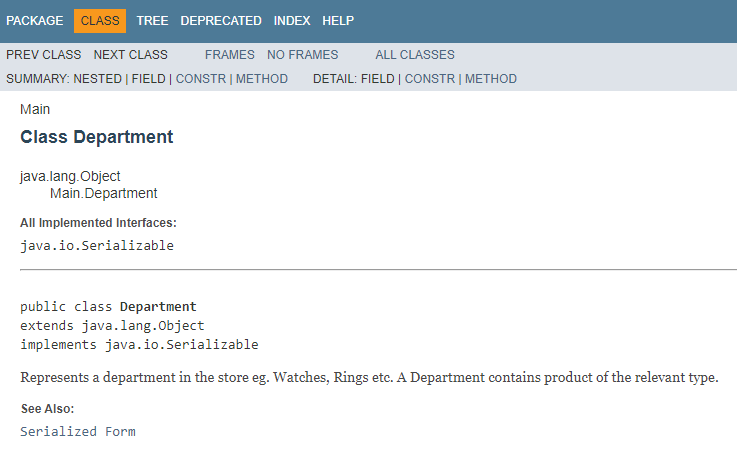 PACKAGE CLASS TREE DEPRECATED INDEX HELP
PREV CLASS NEXT CLASS FRAMES NO FRAMES ALL CLASSES
SUMMARY: NESTED | FIELD | CONSTR | METHOD DETAIL: FIELD | CONSTR | METHOD
Main
Class Department
java.lang.Object
Main.Department
All Implemented Interfaces:
java.io.Serializable
public class Department
extends java.lang.Object
implements java.io.Serializable
Represents a department in the store eg. Watches, Rings etc. A Department contains product of the relevant type.
See Also:
Serialized Form